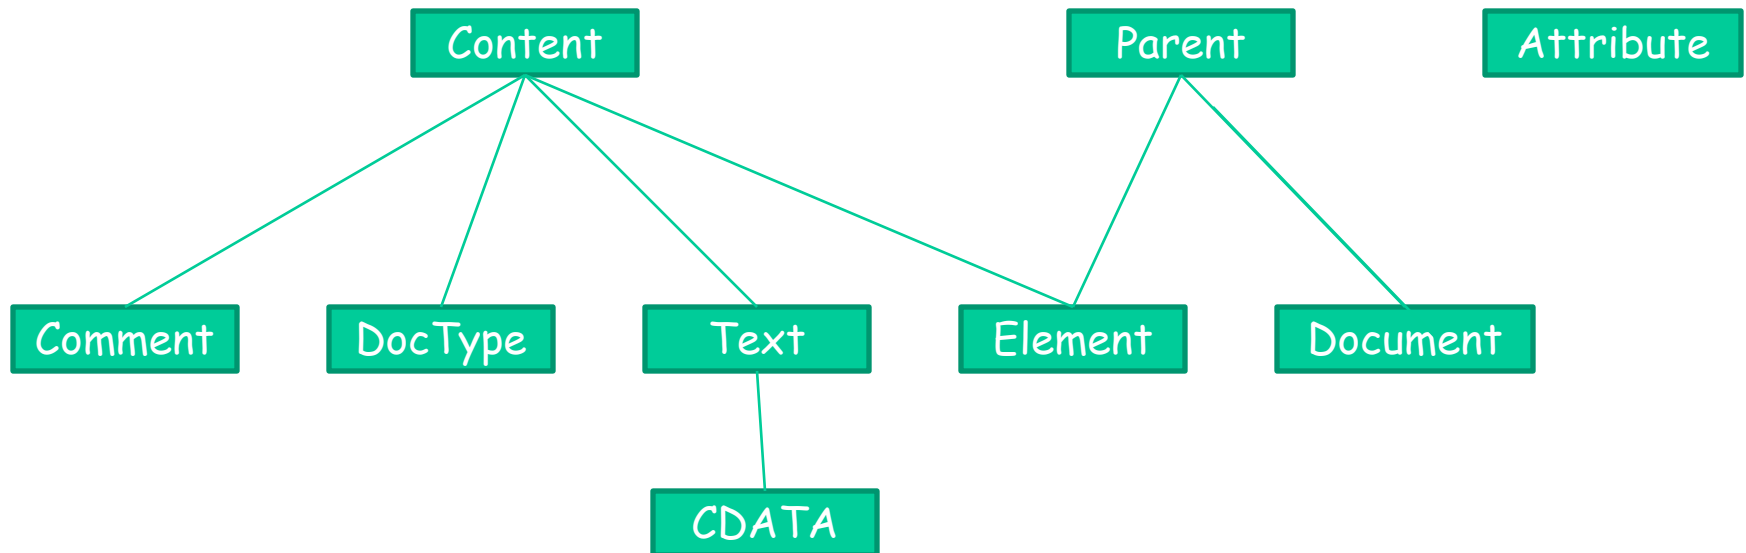 Content
Parent
Attribute
Comment
DocType
Text
Element
Document
CDATA